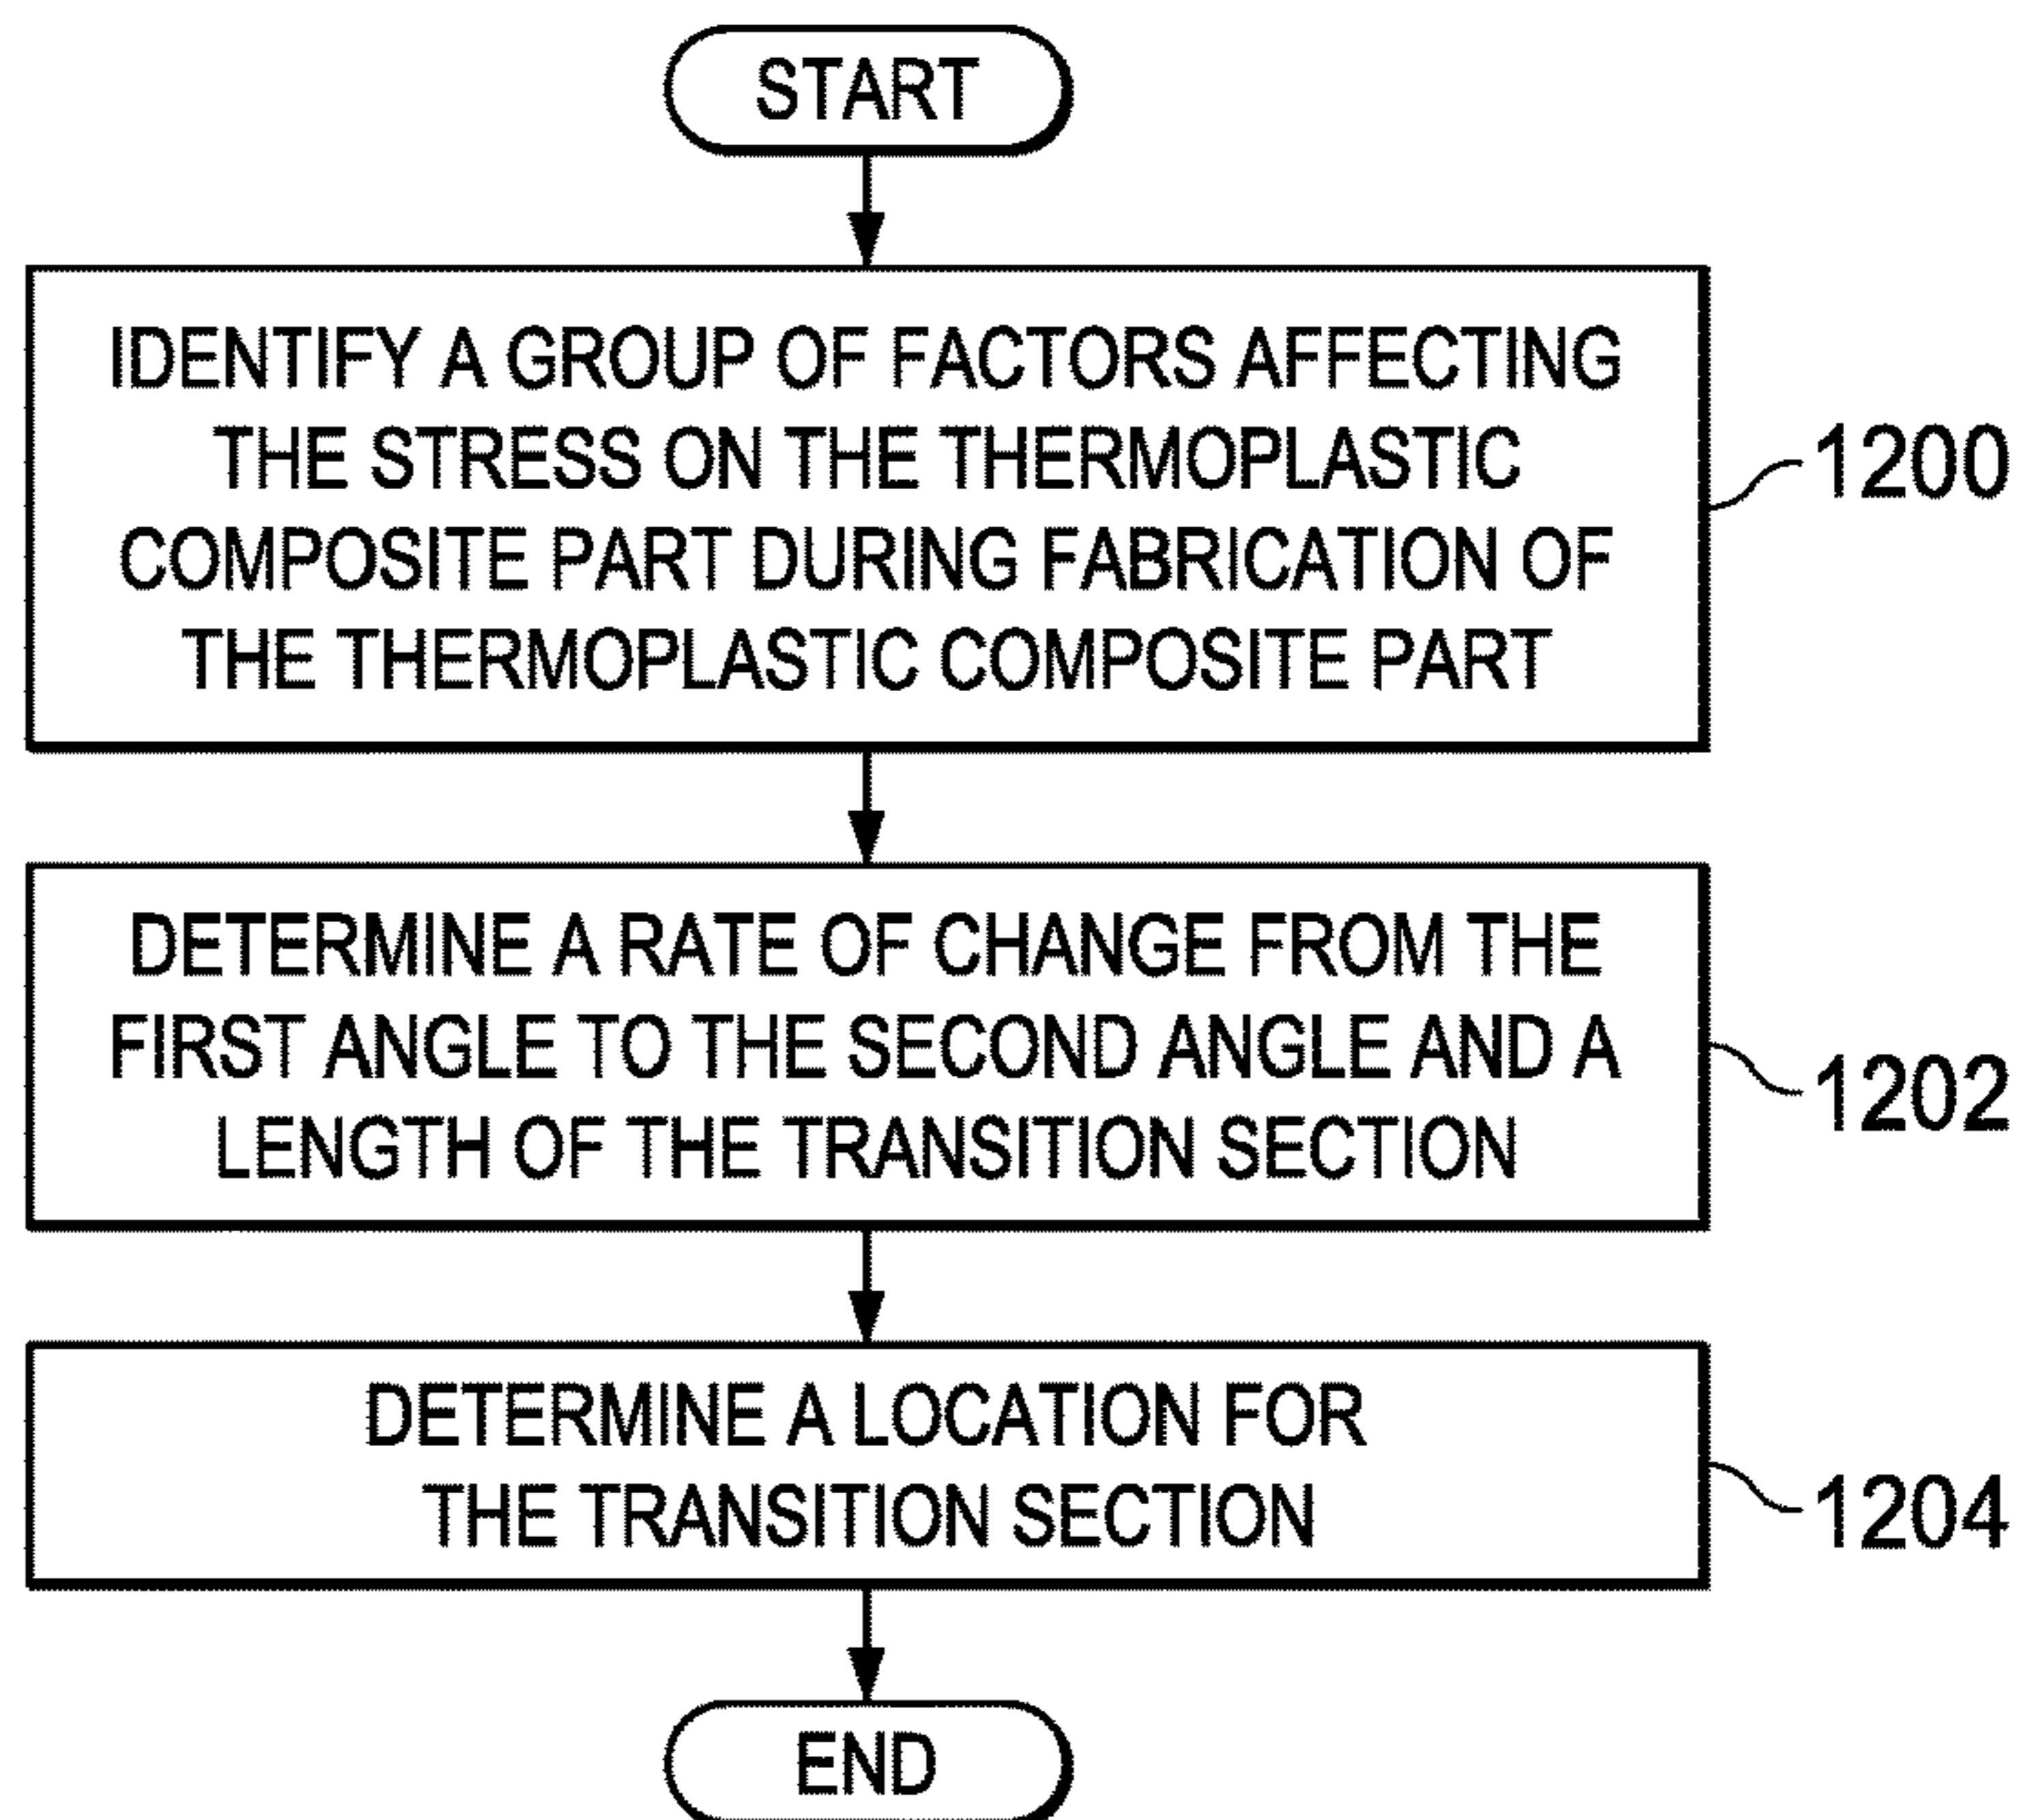 START
IDENTIFY A GROUP OF FACTORS AFFECTING
THE STRESS ON THE THERMOPLASTIC
COMPOSITE PART DURING FABRICATION OF
THE THERMOPLASTIC COMPOSITE PART
1200
DETERMINE A RATE OF CHANGE FROM THE
FIRST ANGLE TO THE SECOND ANGLE AND A
LENGTH OF THE TRANSITION SECTION
1202
DETERMINE A LOCATION FOR
THE TRANSITION SECTION
1204
END